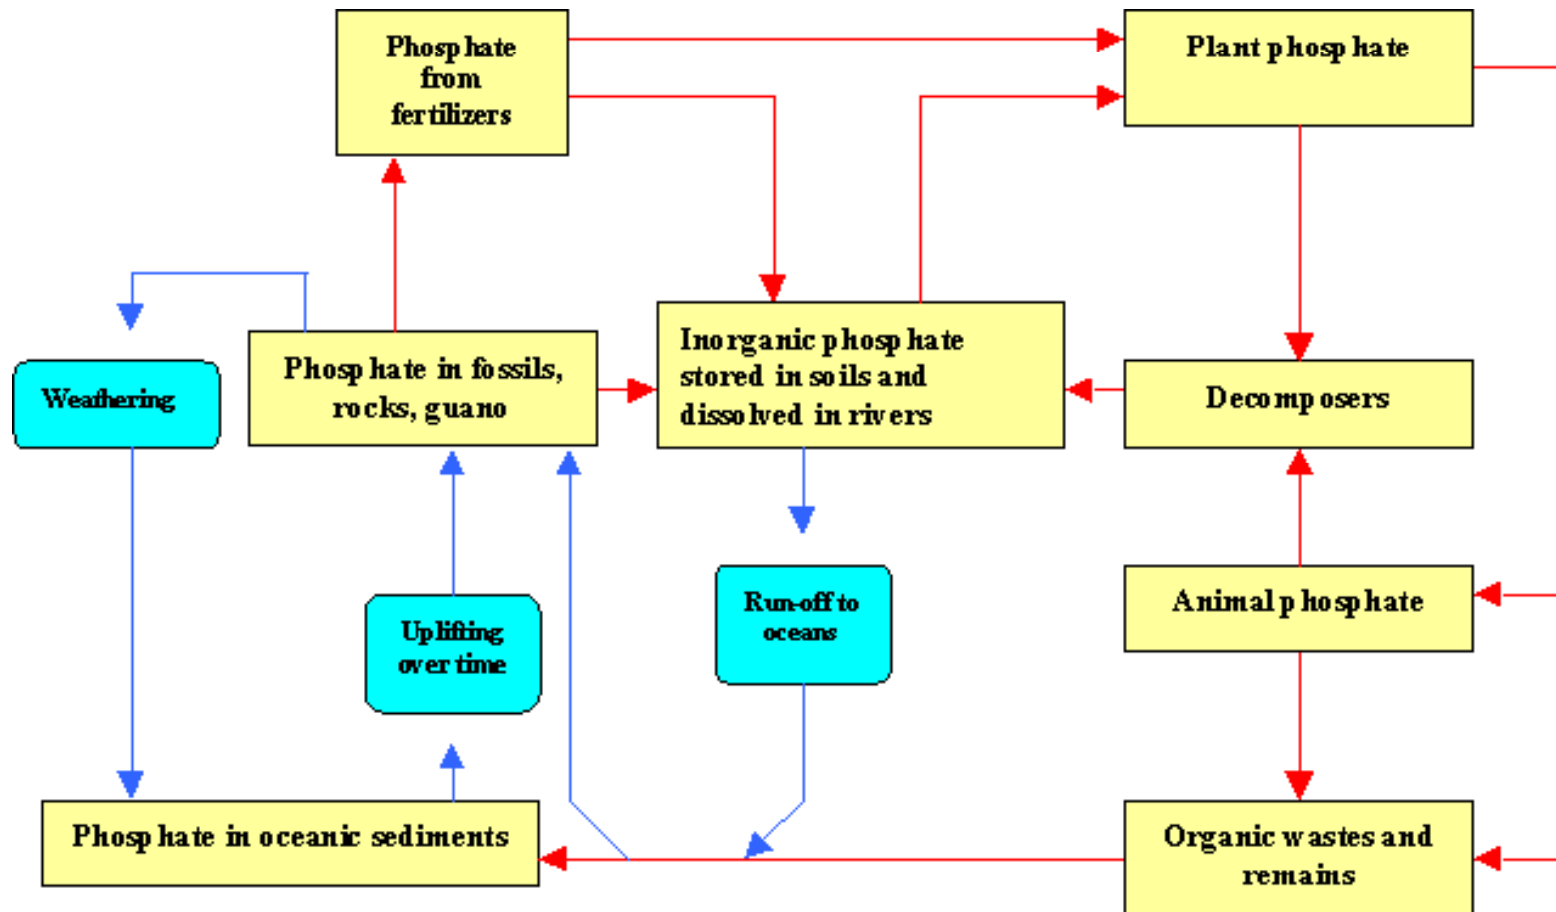 Phosphate
from
fertilizers
Plant phosphate
Weathering
Phosphate in fossils,
rocks, guano
Inorganic phosphate
stored in soils and
dissolved in rivers
Decomposers
Uplifting
over time
Run-off to
oceans
Animal phosphate
Phosphate in oceanic sediments
Organic wastes and
remains